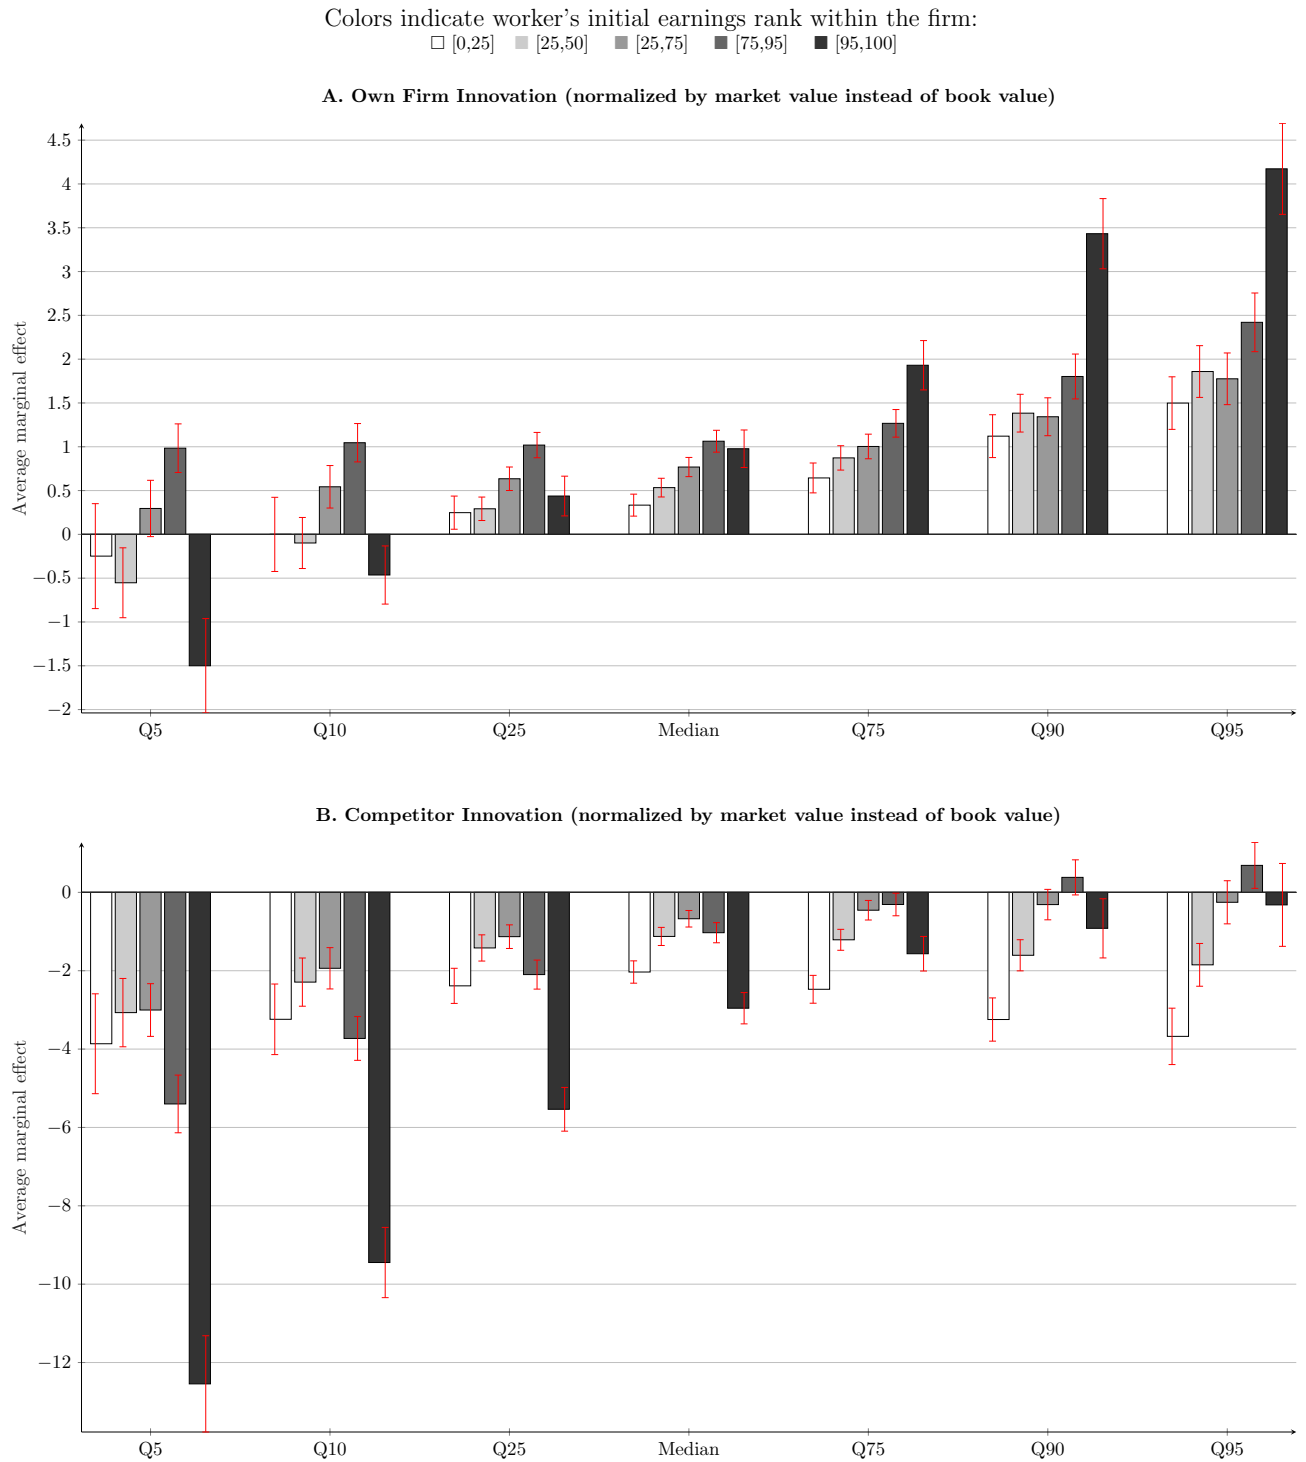 Colors indicate worker's initial earnings rank within the firm:
[0,25] [25,50] [25,75] [75,95] [95,100]
A. Own Firm Innovation (normalized by market value instead of book value)
4.5
4
3.5
3
2.5
2
1.5
1
0.5
0
−0.5
−1
−1.5
−2
Average marginal effect
Q5 Q10 Q25 Median Q75 Q90 Q95
B. Competitor Innovation (normalized by market value instead of book value)
0
−2
−4
−6
−8
−10
−12
Average marginal effect
Q5 Q10 Q25 Median Q75 Q90 Q95